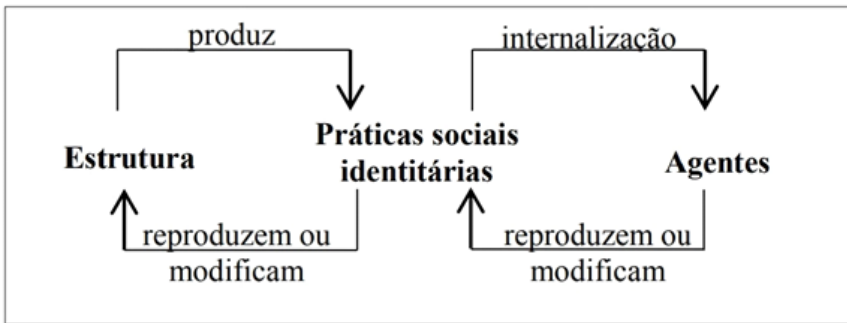 produz
internalização
Estrutura
Práticas sociais
identitárias
Agentes
reproduzem ou
modificam
reproduzem ou
modificam